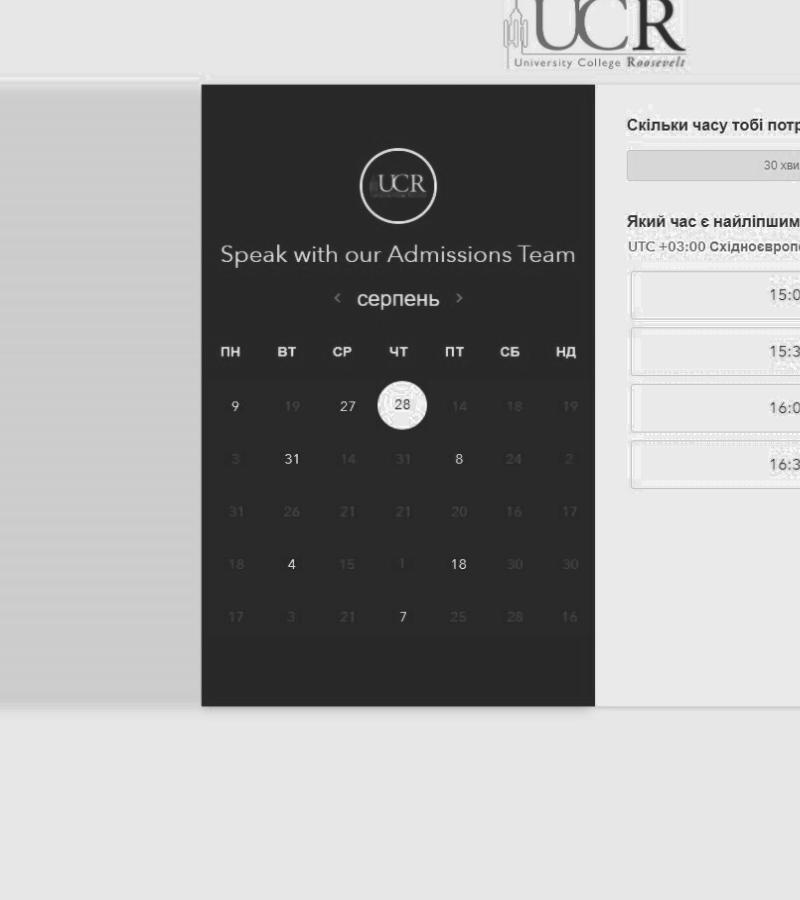 UCR
University College Roosevelt
UCR
Speak with our Admissions Team
< серпень >
ПН ВТ СР ЧТ ПТ СБ НД
9 19 27 28 14 18 19
3 31 14 31 8 24 2
31 26 21 21 20 16 17
18 4 15 1 18 30 30
17 3 21 7 25 28 16
Скільки часу тобі потр
30 хви
Який час є найліпшим
UTC +03:00 Східноєвропе
15:0
15:3
16:0
16:3